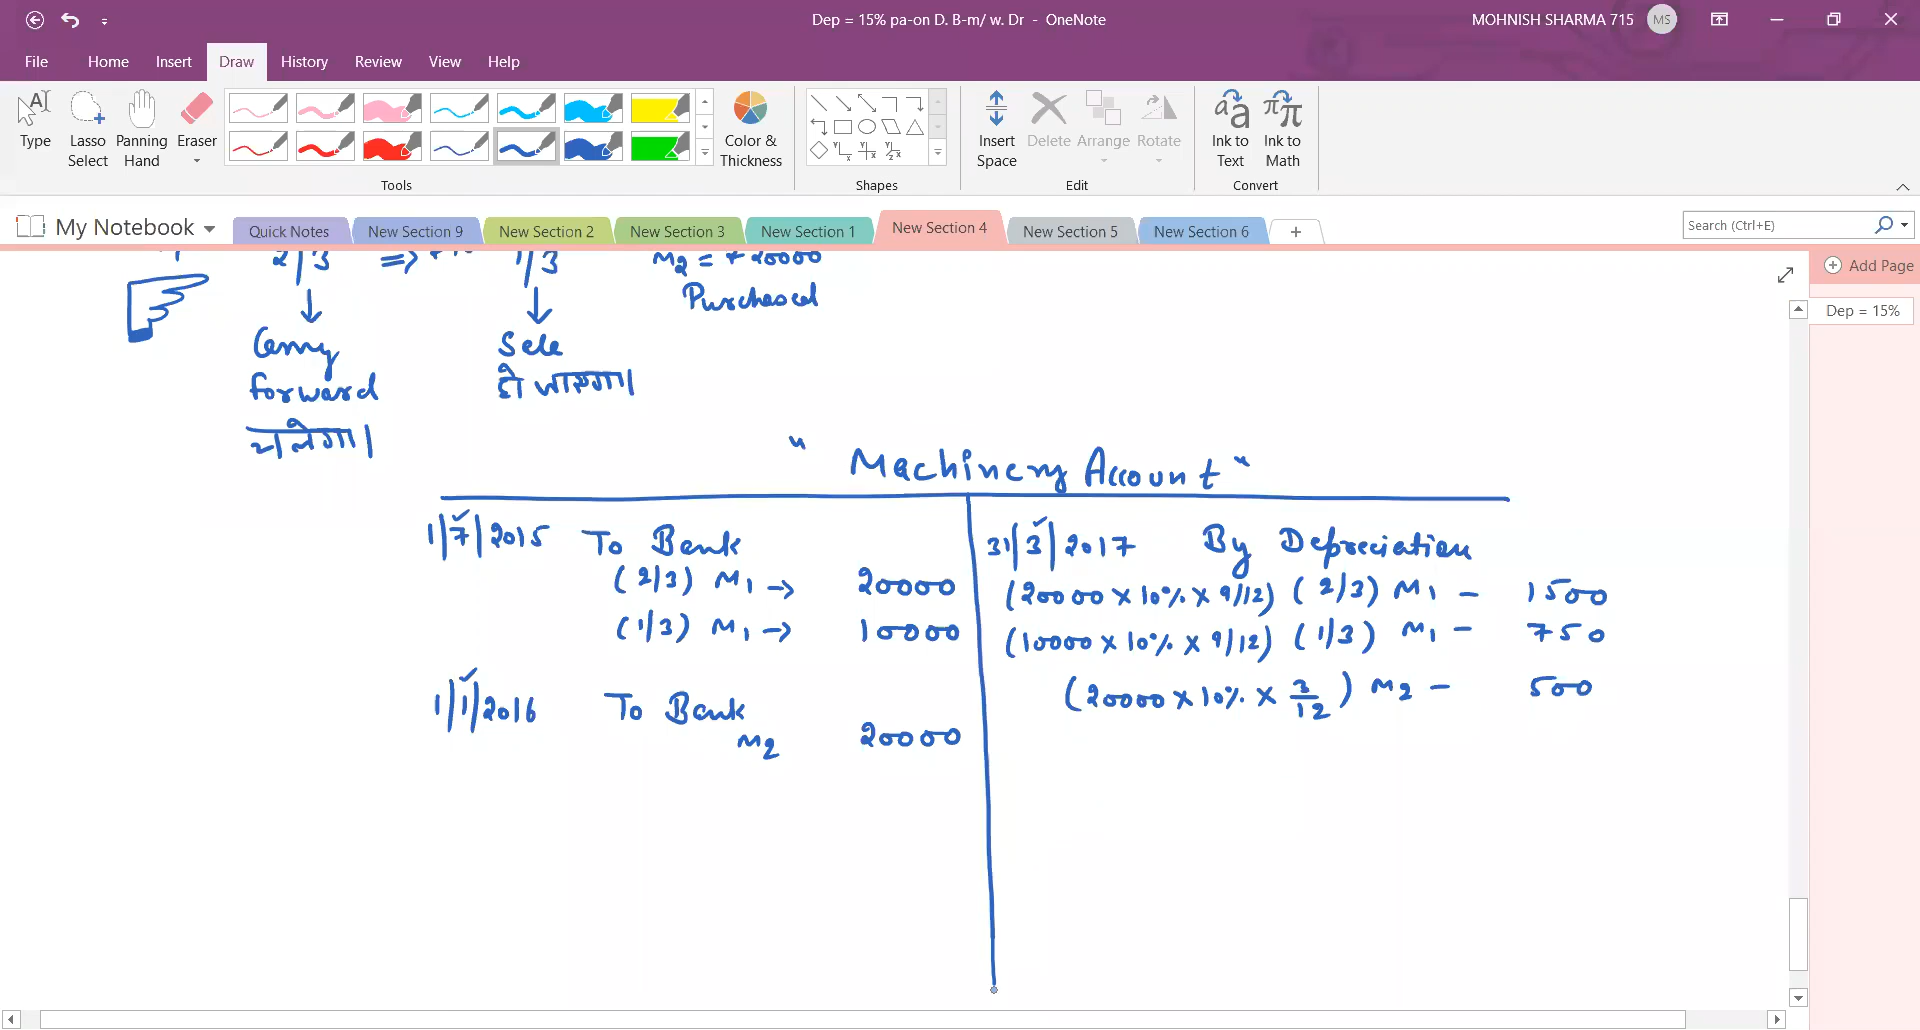 Dep = 15% pa-on D. B-m/ w. Dr - OneNote
MOHNISH SHARMA 715
MS
File Home Insert Draw History Review View Help
Type
Lasso Select
Panning Hand
Eraser
Color & Thickness
Insert Space
Delete
Arrange
Rotate
Ink to Text
Ink to Math
Tools
Shapes
Edit
Convert
My Notebook
Quick Notes
New Section 9
New Section 2
New Section 3
New Section 1
New Section 4
New Section 5
New Section 6
Search (Ctrl+E)
Add Page
Dep = 15%
2/3 => 1/3 M2 = 20000
Purchased
Carry Sele
forward हो जाएगा।
चलेगा।
" Machinery Account "
1|7|2015 To Bank
(2/3) M1 → 20000
(1/3) M1 → 10000
1|1|2016 To Bank
M2 20000
31|3|2017 By Depreciation
(20000 × 10% × 9/12) (2/3) M1 - 1500
(10000 × 10% × 9/12) (1/3) M1 - 750
(20000 × 10% × 3/12) M2 - 500